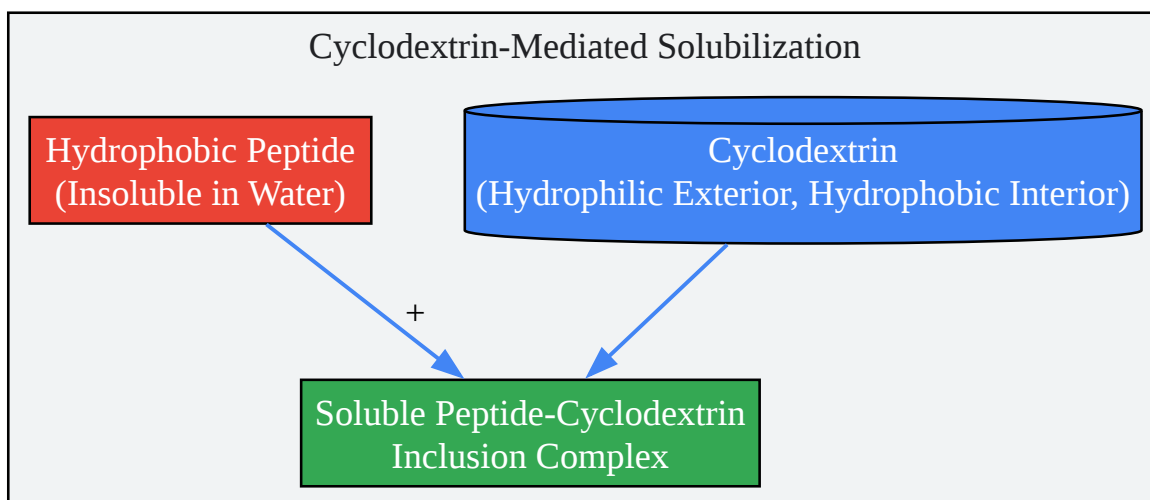 Cyclodextrin-Mediated Solubilization
Hydrophobic Peptide
(Insoluble in Water)
Cyclodextrin
(Hydrophilic Exterior, Hydrophobic Interior)
+
Soluble Peptide-Cyclodextrin
Inclusion Complex